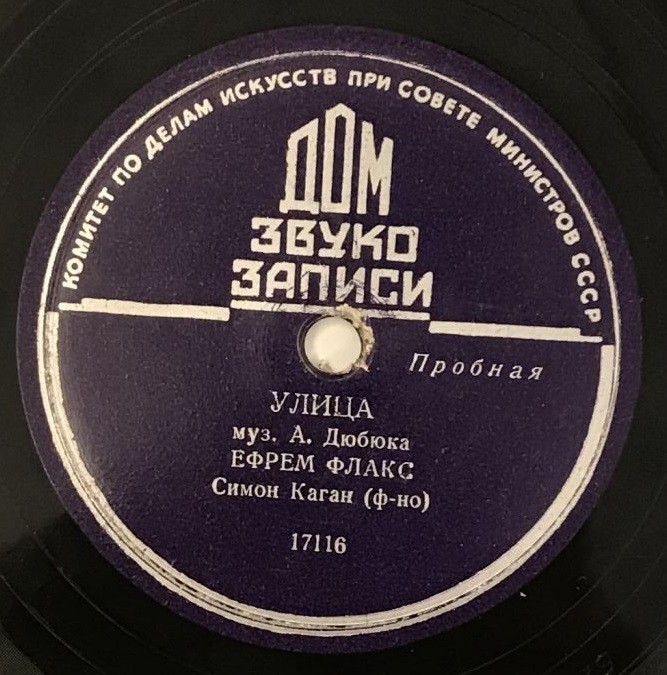 КОМИТЕТ ПО ДЕЛАМ ИСКУССТВ ПРИ СОВЕТЕ МИНИСТРОВ СССР
ДОМ
ЗВУКО
ЗАПИСИ
Пробная
УЛИЦА
муз. А. Дюбюка
ЕФРЕМ ФЛАКС
Симон Каган (ф-но)
17116